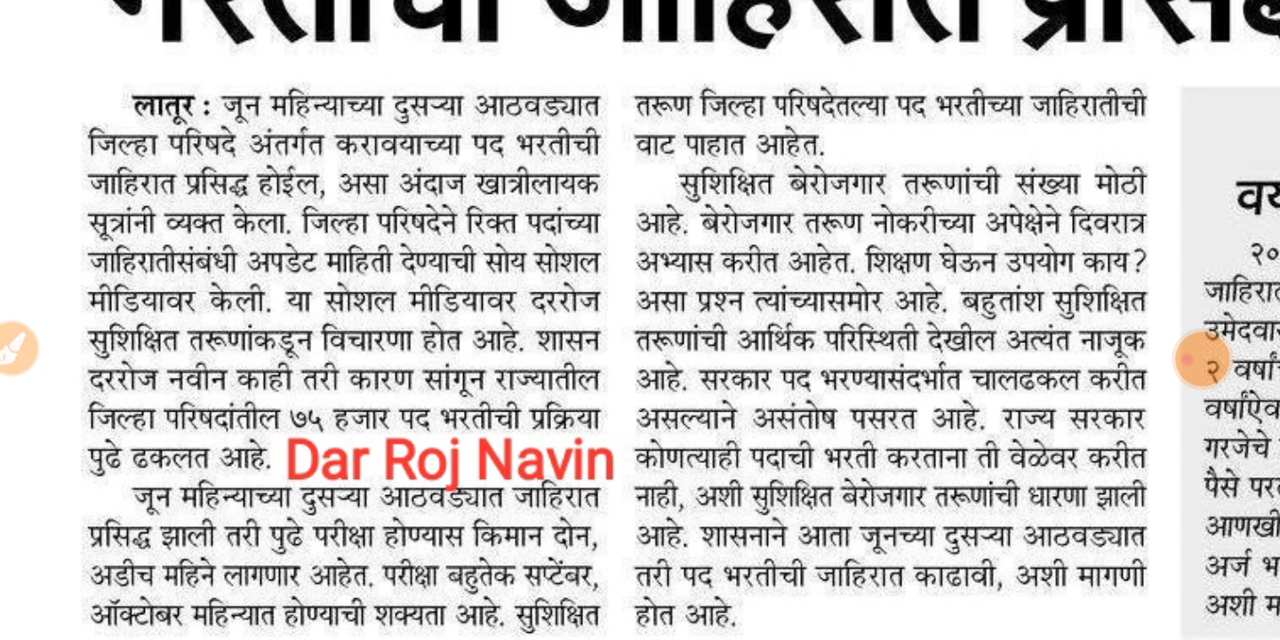 लातूर : जून महिन्याच्या दुसऱ्या आठवड्यात
जिल्हा परिषदे अंतर्गत करावयाच्या पद भरतीची
जाहिरात प्रसिद्ध होईल, असा अंदाज खात्रीलायक
सूत्रांनी व्यक्त केला. जिल्हा परिषदेने रिक्त पदांच्या
जाहिरातीसंबंधी अपडेट माहिती देण्याची सोय सोशल
मीडियावर केली. या सोशल मीडियावर दररोज
सुशिक्षित तरूणांकडून विचारणा होत आहे. शासन
दररोज नवीन काही तरी कारण सांगून राज्यातील
जिल्हा परिषदांतील ७५ हजार पद भरतीची प्रक्रिया
पुढे ढकलत आहे.
Dar Roj Navin
जून महिन्याच्या दुसऱ्या आठवड्यात जाहिरात
प्रसिद्ध झाली तरी पुढे परीक्षा होण्यास किमान दोन,
अडीच महिने लागणार आहेत. परीक्षा बहुतेक सप्टेंबर,
ऑक्टोबर महिन्यात होण्याची शक्यता आहे. सुशिक्षित
तरूण जिल्हा परिषदेतल्या पद भरतीच्या जाहिरातीची
वाट पाहात आहेत.
सुशिक्षित बेरोजगार तरूणांची संख्या मोठी
आहे. बेरोजगार तरूण नोकरीच्या अपेक्षेने दिवरात्र
अभ्यास करीत आहेत. शिक्षण घेऊन उपयोग काय?
असा प्रश्न त्यांच्यासमोर आहे. बहुतांश सुशिक्षित
तरूणांची आर्थिक परिस्थिती देखील अत्यंत नाजूक
आहे. सरकार पद भरण्यासंदर्भात चालढकल करीत
असल्याने असंतोष पसरत आहे. राज्य सरकार
कोणत्याही पदाची भरती करताना ती वेळेवर करीत
नाही, अशी सुशिक्षित बेरोजगार तरूणांची धारणा झाली
आहे. शासनाने आता जूनच्या दुसऱ्या आठवड्यात
तरी पद भरतीची जाहिरात काढावी, अशी मागणी
होत आहे.
२०
२ वर्षां
गरजेचे
पैसे
आणखी
अर्ज
अशी